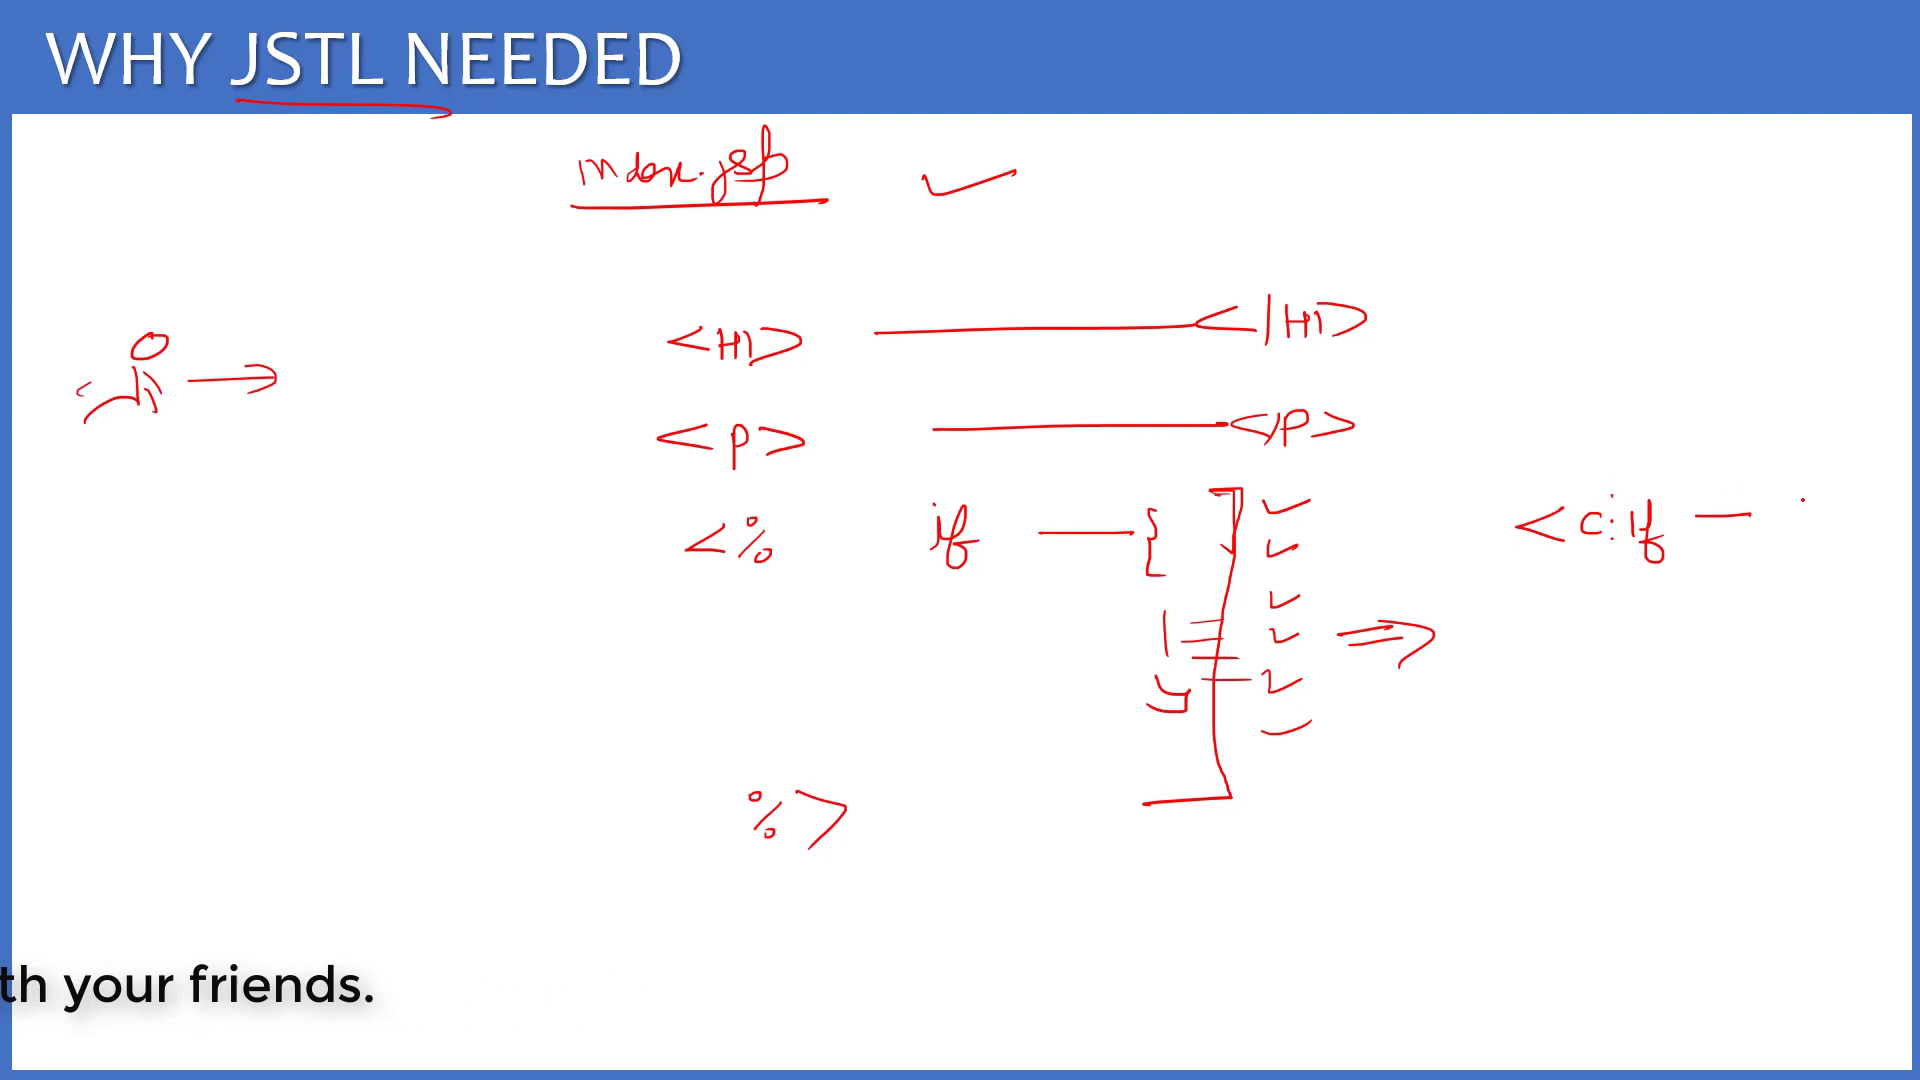 WHY JSTL NEEDED
index.jsp
<H1> </H1>
<p> </p>
<% if { <c:if
}
%>
th your friends.